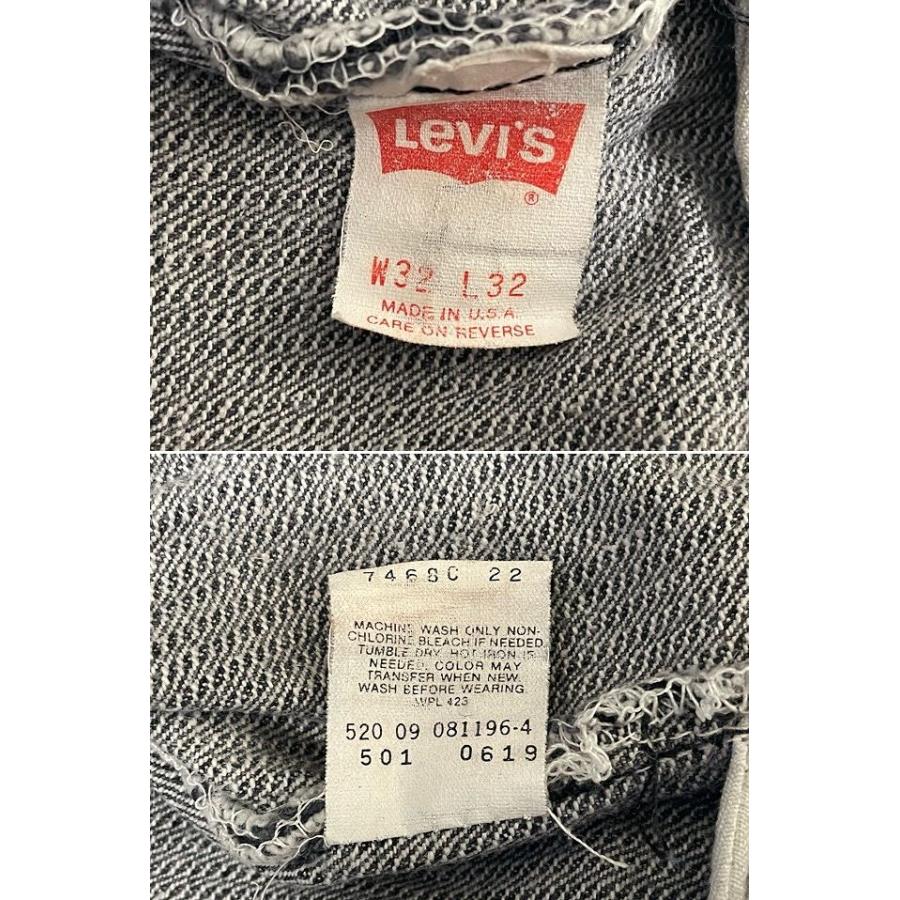 Levi's
®
W32 L32
MADE IN U.S.A.
CARE ON REVERSE
7468C 22
MACHINE WASH ONLY NON-
CHLORINE BLEACH IF NEEDED.
TUMBLE DRY. HOT IRON IF
NEEDED. COLOR MAY
TRANSFER WHEN NEW.
WASH BEFORE WEARING
WPL 423
520 09 081196-4
501 0619